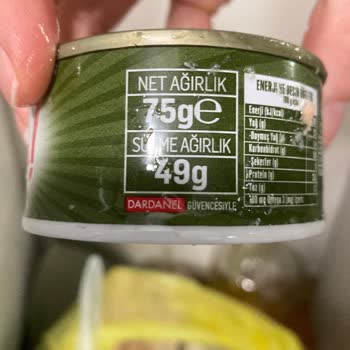 NET AĞIRLIK
75g℮
SÜZME AĞIRLIK
49g
DARDANEL GÜVENCESİYLE
ENERJİ VE BESİN
Enerji (kj/kcal)
Yağ (g)
-Doymuş Yağ (g)
Karbonhidrat (g)
-Şekerler (g)
Protein (g)
Tuz (g)